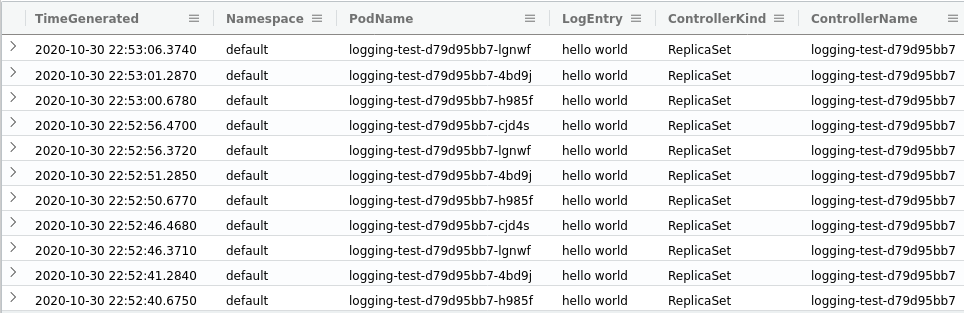 TimeGenerated Namespace PodName LogEntry ControllerKind ControllerName
2020-10-30 22:53:06.3740 default logging-test-d79d95bb7-lgnwf hello world ReplicaSet logging-test-d79d95bb7
2020-10-30 22:53:01.2870 default logging-test-d79d95bb7-4bd9j hello world ReplicaSet logging-test-d79d95bb7
2020-10-30 22:53:00.6780 default logging-test-d79d95bb7-h985f hello world ReplicaSet logging-test-d79d95bb7
2020-10-30 22:52:56.4700 default logging-test-d79d95bb7-cjd4s hello world ReplicaSet logging-test-d79d95bb7
2020-10-30 22:52:56.3720 default logging-test-d79d95bb7-lgnwf hello world ReplicaSet logging-test-d79d95bb7
2020-10-30 22:52:51.2850 default logging-test-d79d95bb7-4bd9j hello world ReplicaSet logging-test-d79d95bb7
2020-10-30 22:52:50.6770 default logging-test-d79d95bb7-h985f hello world ReplicaSet logging-test-d79d95bb7
2020-10-30 22:52:46.4680 default logging-test-d79d95bb7-cjd4s hello world ReplicaSet logging-test-d79d95bb7
2020-10-30 22:52:46.3710 default logging-test-d79d95bb7-lgnwf hello world ReplicaSet logging-test-d79d95bb7
2020-10-30 22:52:41.2840 default logging-test-d79d95bb7-4bd9j hello world ReplicaSet logging-test-d79d95bb7
2020-10-30 22:52:40.6750 default logging-test-d79d95bb7-h985f hello world ReplicaSet logging-test-d79d95bb7